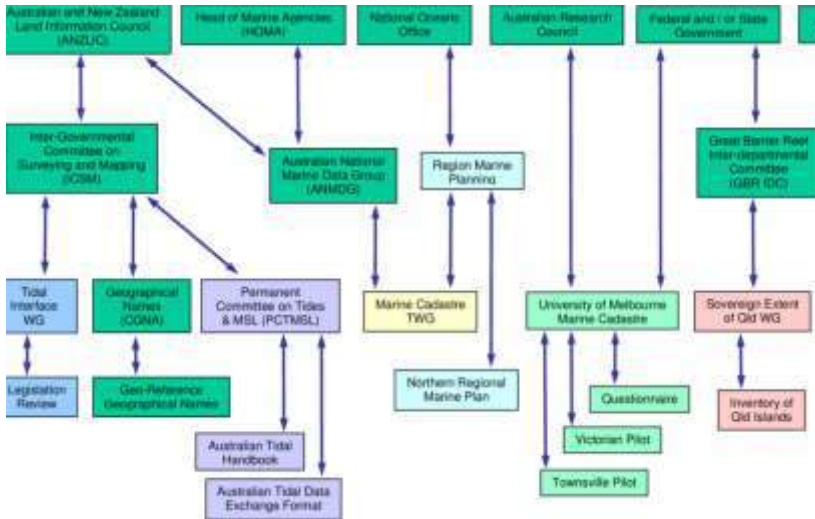 Australian and New Zealand
Land Information Council
(ANZLIC)
Head of Marine Agencies
(HOMA)
National Oceans
Office
Australian Research
Council
Federal and / or State
Government
Inter-Governmental
Committee on
Surveying and Mapping
(ICSM)
Australian National
Marine Data Group
(ANMDG)
Region Marine
Planning
Great Barrier Reef
Inter-departmental
Committee
(GBR IDC)
Tidal
Interface
WG
Geographical
Names
(CGNA)
Permanent
Committee on Tides
& MSL (PCTMSL)
Marine Cadastre
TWG
University of Melbourne
Marine Cadastre
Sovereign Extent
of Qld WG
Legislation
Review
Geo-Reference
Geographical Names
Northern Regional
Marine Plan
Questionnaire
Inventory of
Qld Islands
Australian Tidal
Handbook
Victorian Pilot
Australian Tidal Data
Exchange Format
Townsville Pilot